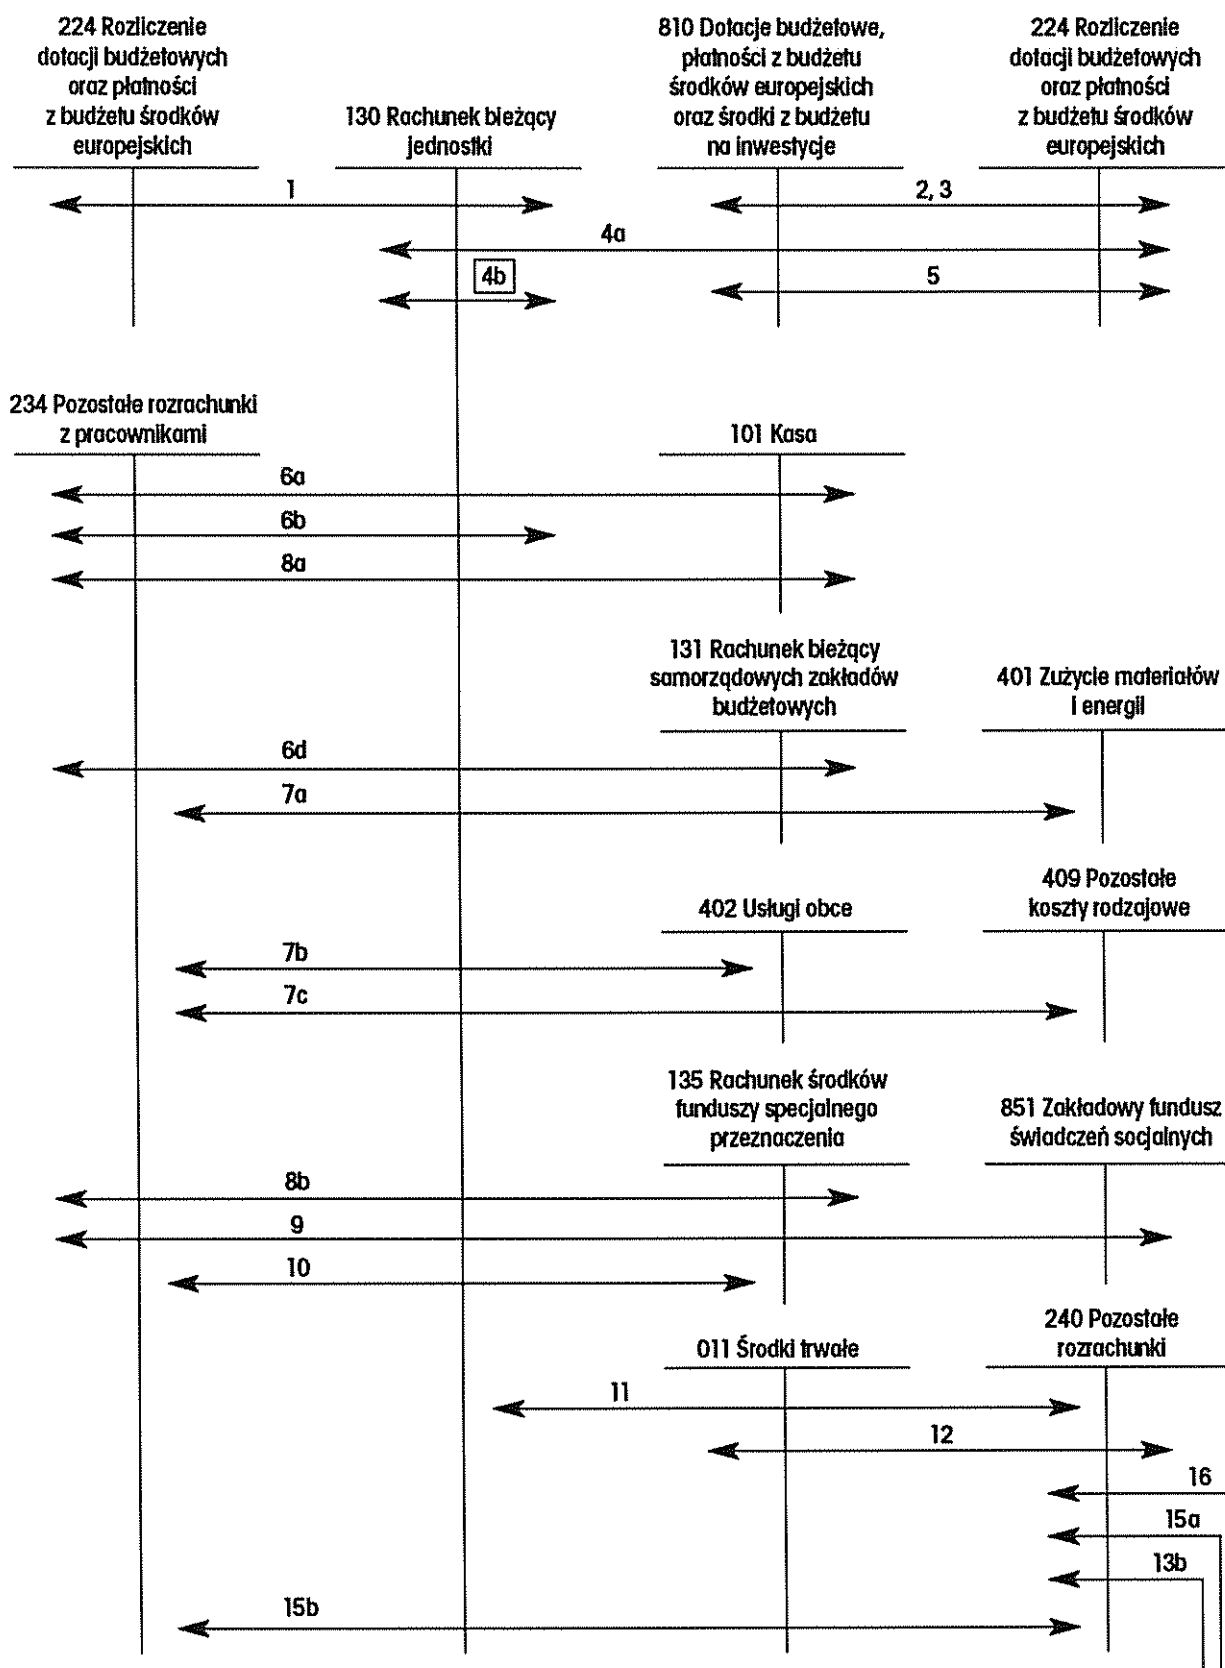 224 Rozliczenie
dotacji budżetowych
oraz płatności
z budżetu środków
europejskich
130 Rachunek bieżący
jednostki
810 Dotacje budżetowe,
płatności z budżetu
środków europejskich
oraz środki z budżetu
na inwestycje
224 Rozliczenie
dotacji budżetowych
oraz płatności
z budżetu środków
europejskich
1
2, 3
4a
4b
5
234 Pozostałe rozrachunki
z pracownikami
101 Kasa
6a
6b
8a
131 Rachunek bieżący
samorządowych zakładów
budżetowych
401 Zużycie materiałów
i energii
6d
7a
402 Usługi obce
409 Pozostałe
koszty rodzajowe
7b
7c
135 Rachunek środków
funduszy specjalnego
przeznaczenia
851 Zakładowy fundusz
świadczeń socjalnych
8b
9
10
011 Środki trwałe
240 Pozostałe
rozrachunki
11
12
16
15a
13b
15b